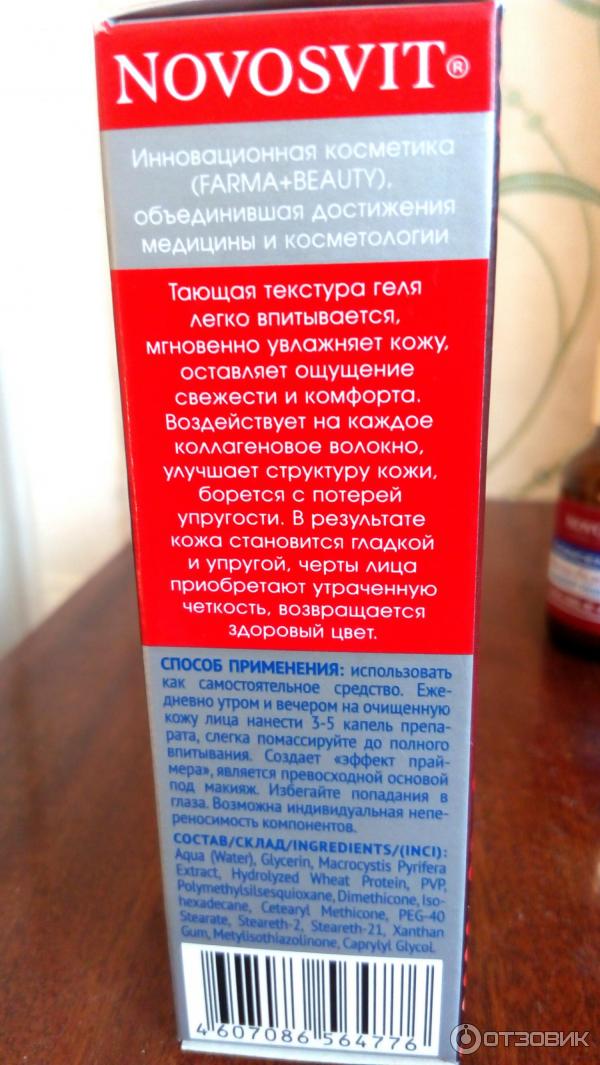 NOVOSVIT®
Инновационная косметика
(FARMA+BEAUTY),
объединившая достижения
медицины и косметологии
Тающая текстура геля
легко впитывается,
мгновенно увлажняет кожу,
оставляет ощущение
свежести и комфорта.
Воздействует на каждое
коллагеновое волокно,
улучшает структуру кожи,
борется с потерей
упругости. В результате
кожа становится гладкой
и упругой, черты лица
приобретают утраченную
четкость, возвращается
здоровый цвет.
СПОСОБ ПРИМЕНЕНИЯ: использовать
как самостоятельное средство. Еже-
дневно утром и вечером на очищенную
кожу лица нанести 3-5 капель препа-
рата, слегка помассируйте до полного
впитывания. Создает «эффект прай-
мера», является превосходной основой
под макияж. Избегайте попадания в
глаза. Возможна индивидуальная непе-
реносимость компонентов.
СОСТАВ/СКЛАД/INGREDIENTS/(INCI):
Aqua (Water), Glycerin, Macrocystis Pyrifera
Extract, Hydrolyzed Wheat Protein, PVP,
Polymethylsilsesquioxane, Dimethicone, Iso-
hexadecane, Cetearyl Methicone, PEG-40
Stearate, Steareth-2, Steareth-21, Xanthan
Gum, Metylisothiazolinone, Caprylyl Glycol.
4 607086 564776
ОТЗОВИК